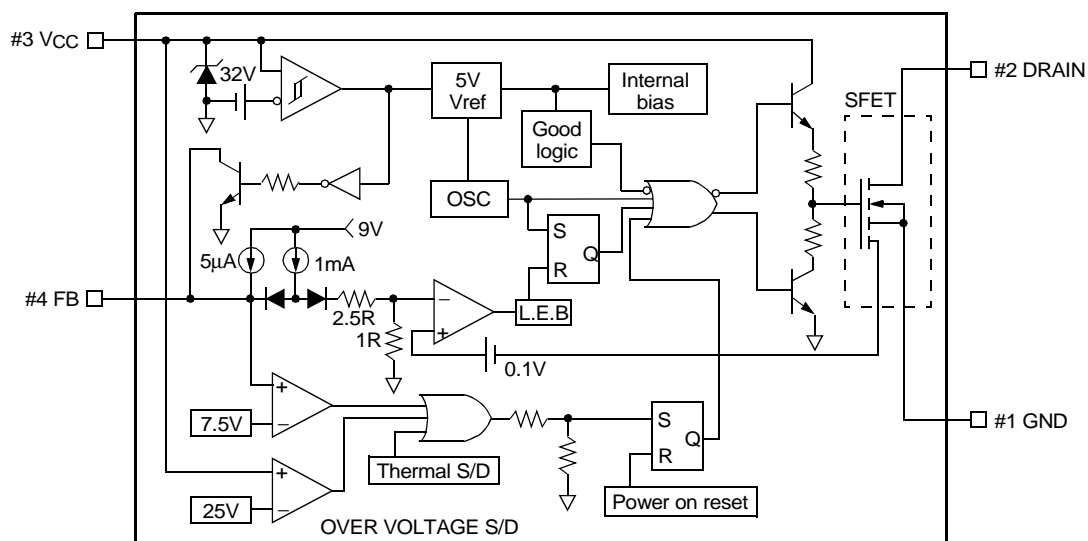 #3 VCC
32V
5V
Vref
Internal
bias
#2 DRAIN
SFET
Good
logic
OSC
9V
5μA
1mA
S
R
Q
#4 FB
2.5R
1R
−
+
L.E.B
0.1V
+
−
7.5V
Thermal S/D
S
R
Q
#1 GND
+
−
25V
Power on reset
OVER VOLTAGE S/D